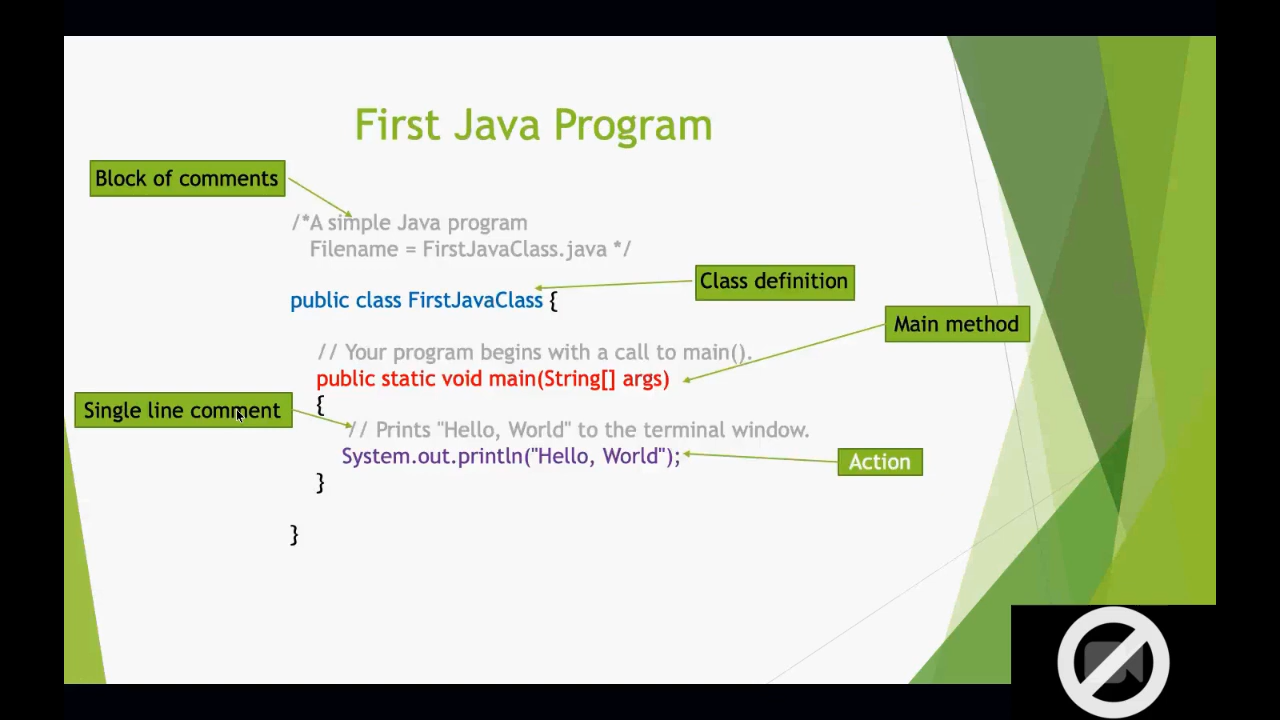 First Java Program
Block of comments
/*A simple Java program
Filename = FirstJavaClass.java */
Class definition
public class FirstJavaClass {
Main method
// Your program begins with a call to main().
public static void main(String[] args)
{
Single line comment
// Prints "Hello, World" to the terminal window.
System.out.println("Hello, World");
Action
}
}